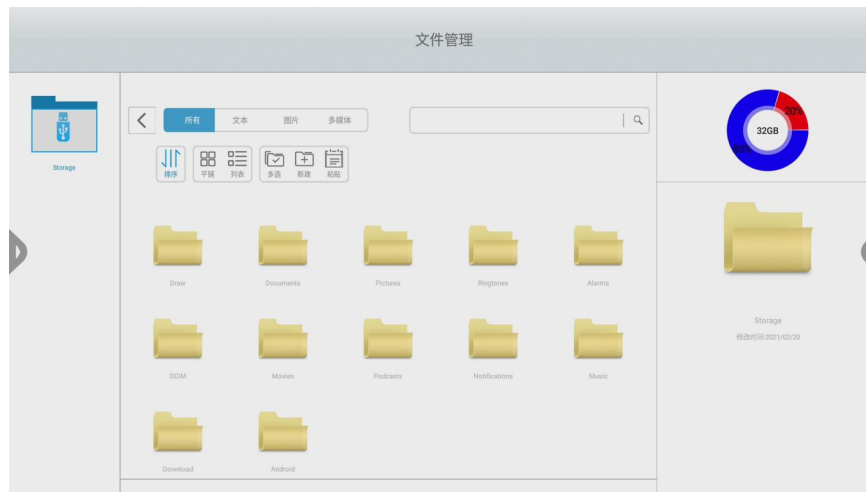 文件管理
Storage
所有 文本 图片 多媒体
排序 平铺 列表 多选 新建 粘贴
20%
32GB
Draw Documents Pictures Ringtones Alarms
DCIM Movies Podcasts Notifications Music
Download Android
Storage
修改时间:2021/02/20